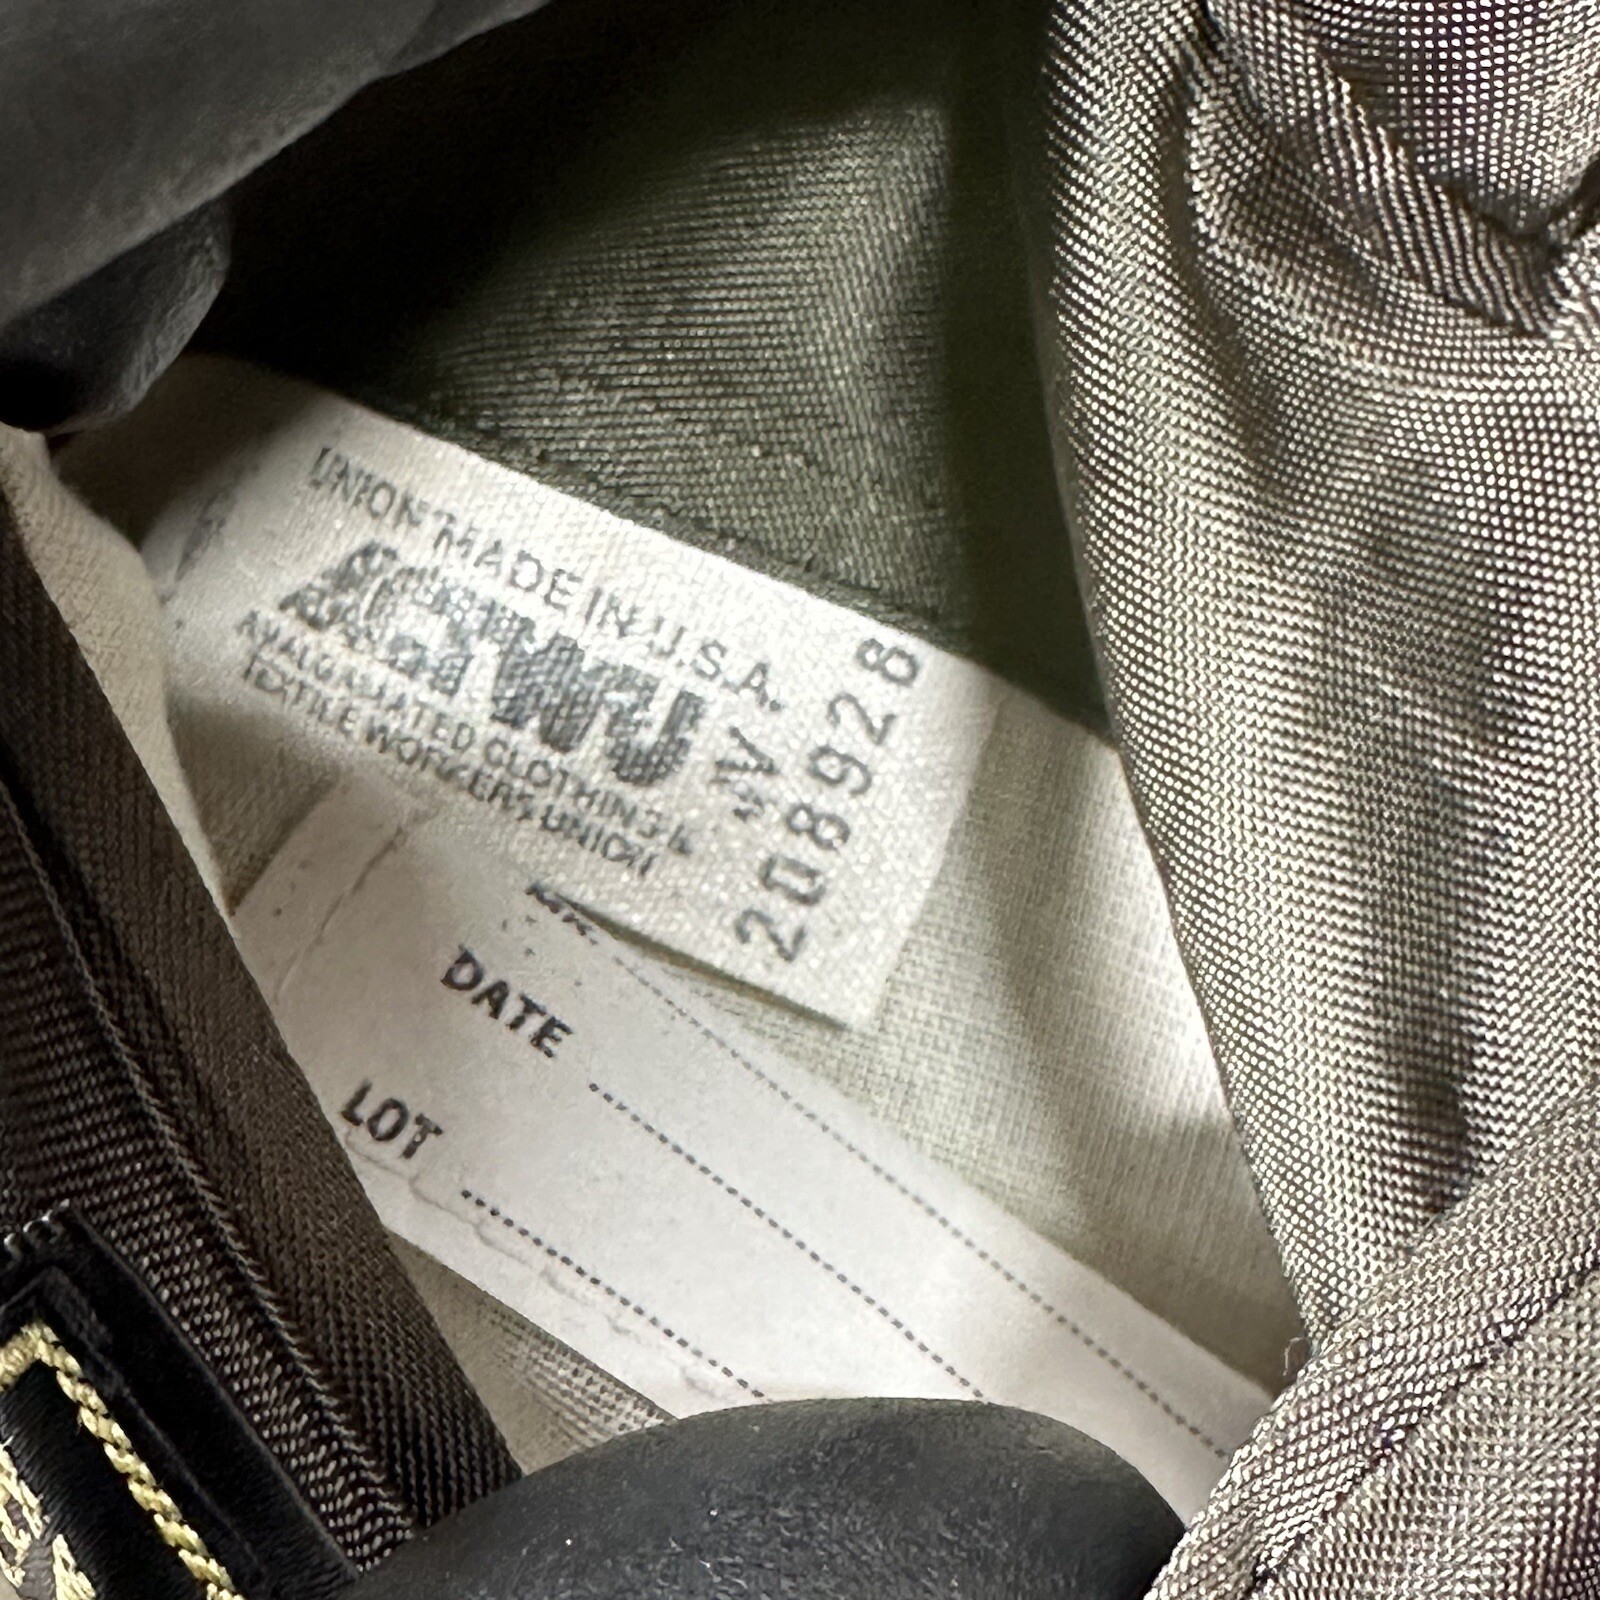 UNION MADE IN U.S.A.
ACTWU
AMALGAMATED CLOTHING &
TEXTILE WORKERS UNION
208928
DATE
LOT